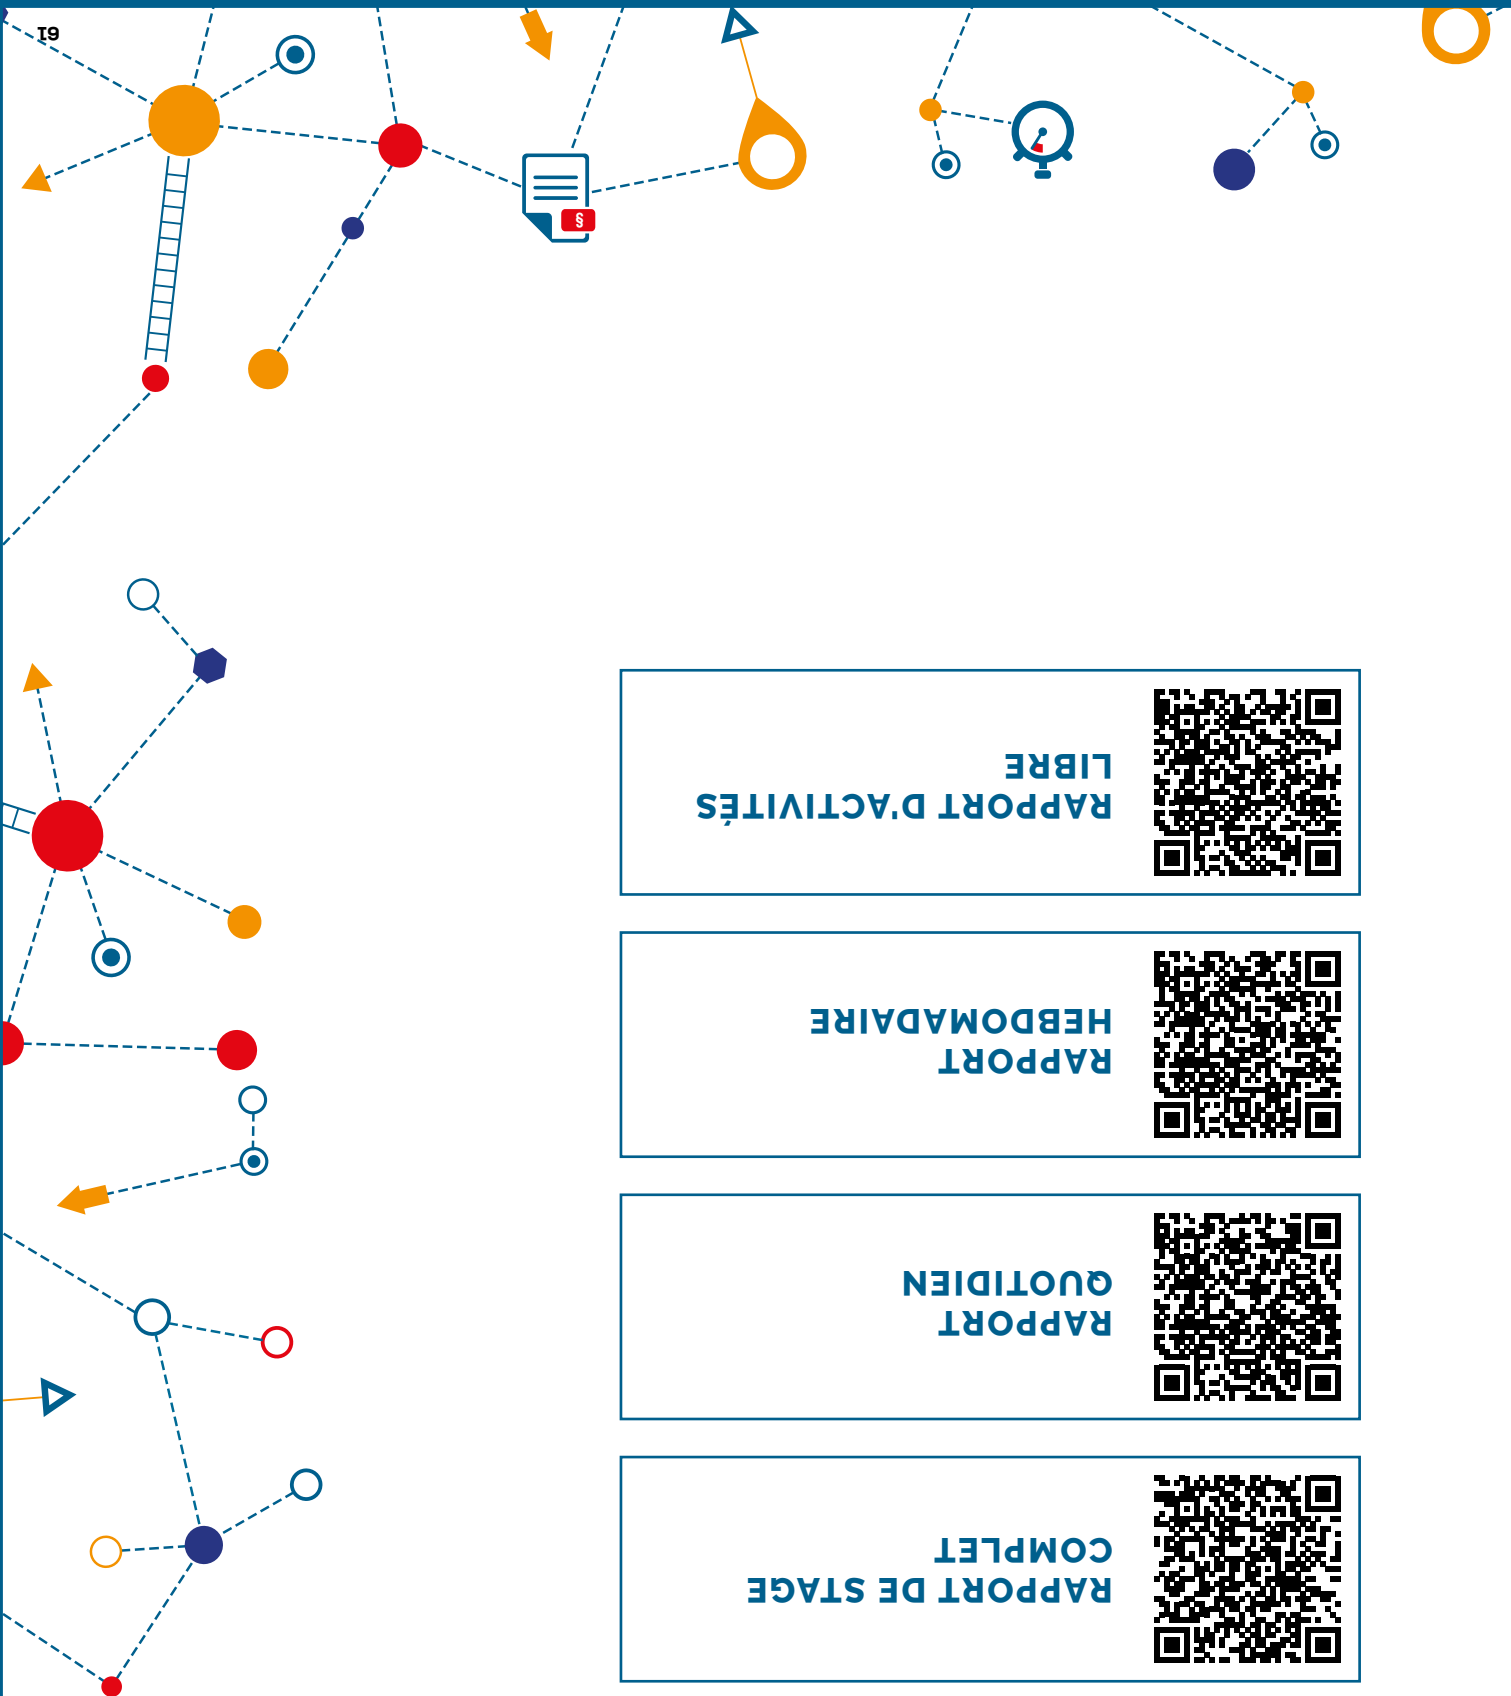 RAPPORT DE STAGE
COMPLET
RAPPORT
QUOTIDIEN
RAPPORT
HEBDOMADAIRE
RAPPORT D'ACTIVITÉS
LIBRE
§
61